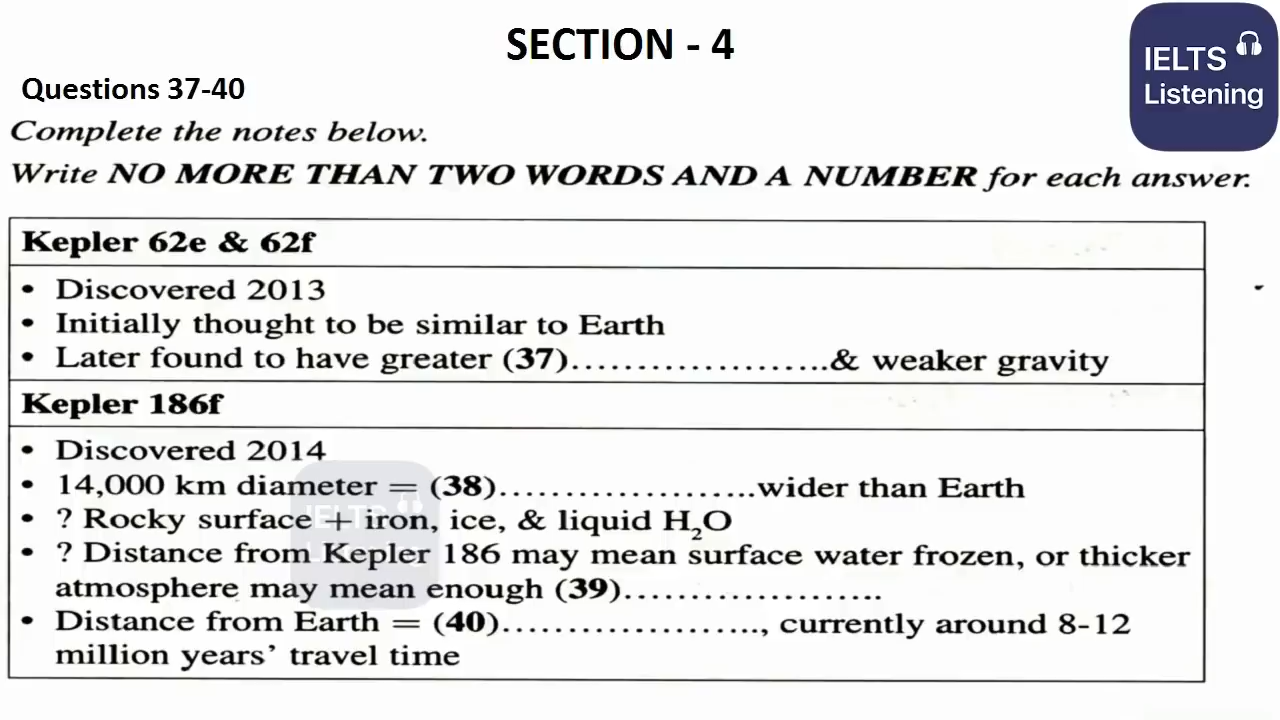 SECTION - 4
IELTS
Listening
Questions 37-40
Complete the notes below.
Write NO MORE THAN TWO WORDS AND A NUMBER for each answer.
Kepler 62e & 62f
• Discovered 2013
• Initially thought to be similar to Earth
• Later found to have greater (37)....................& weaker gravity
Kepler 186f
• Discovered 2014
• 14,000 km diameter = (38)....................wider than Earth
• ? Rocky surface + iron, ice, & liquid H₂O
• ? Distance from Kepler 186 may mean surface water frozen, or thicker
atmosphere may mean enough (39)....................
• Distance from Earth = (40)...................., currently around 8-12
million years' travel time
IELTS
Listening